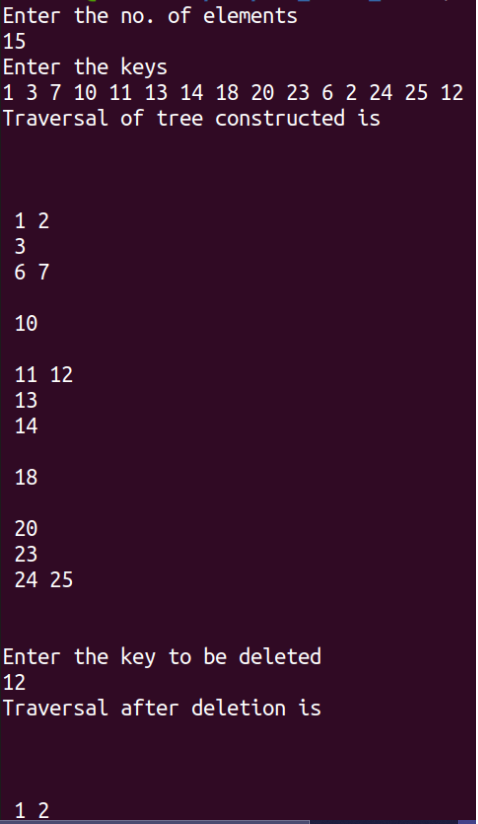 Enter the no. of elements
15
Enter the keys
1 3 7 10 11 13 14 18 20 23 6 2 24 25 12
Traversal of tree constructed is
1 2
3
6 7
10
11 12
13
14
18
20
23
24 25
Enter the key to be deleted
12
Traversal after deletion is
1 2